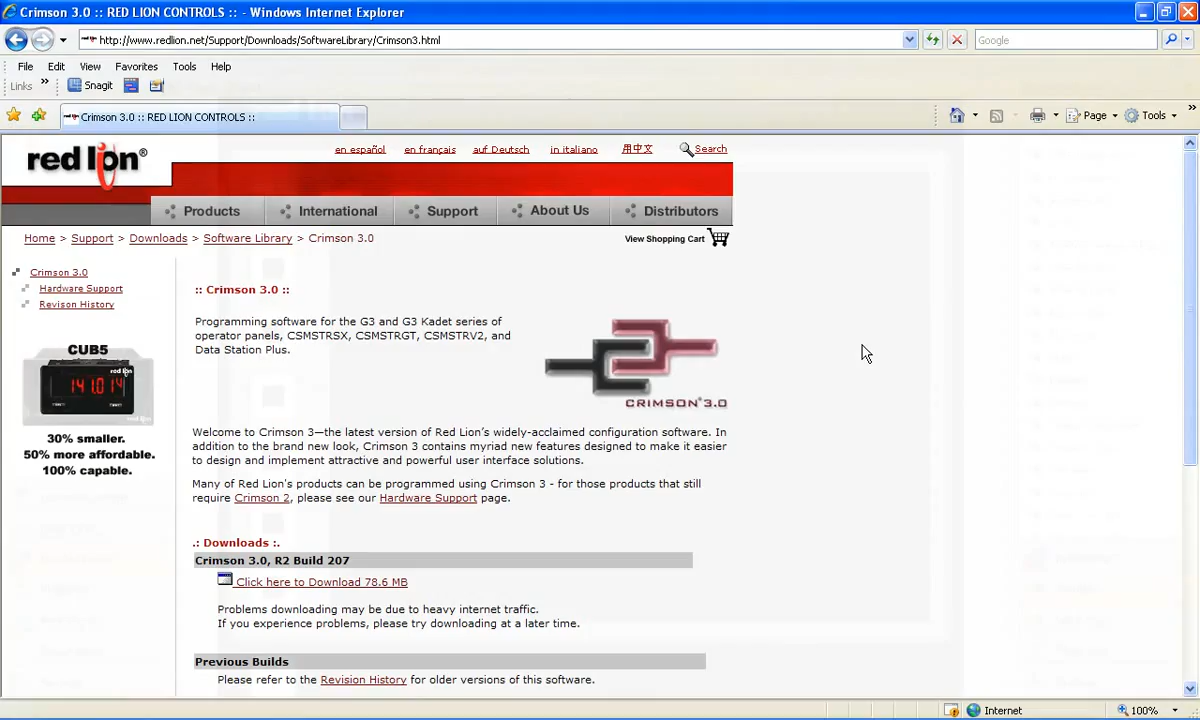 Crimson 3.0 :: RED LION CONTROLS :: - Windows Internet Explorer
http://www.redlion.net/Support/Downloads/SoftwareLibrary/Crimson3.html
Google
File Edit View Favorites Tools Help
Links » Snagit
Crimson 3.0 :: RED LION CONTROLS ::
Page Tools »
red lion®
en español en français auf Deutsch in italiano 用中文 Search
Products International Support About Us Distributors
Home > Support > Downloads > Software Library > Crimson 3.0
View Shopping Cart
Crimson 3.0
Hardware Support
Revison History
CUB5
red lion
141.014
30% smaller.
50% more affordable.
100% capable.
:: Crimson 3.0 ::
Programming software for the G3 and G3 Kadet series of
operator panels, CSMSTRSX, CSMSTRGT, CSMSTRV2, and
Data Station Plus.
CRIMSON® 3.0
Welcome to Crimson 3—the latest version of Red Lion's widely-acclaimed configuration software. In
addition to the brand new look, Crimson 3 contains myriad new features designed to make it easier
to design and implement attractive and powerful user interface solutions.
Many of Red Lion's products can be programmed using Crimson 3 - for those products that still
require Crimson 2, please see our Hardware Support page.
.: Downloads :.
Crimson 3.0, R2 Build 207
Click here to Download 78.6 MB
Problems downloading may be due to heavy internet traffic.
If you experience problems, please try downloading at a later time.
Previous Builds
Please refer to the Revision History for older versions of this software.
Internet
100%